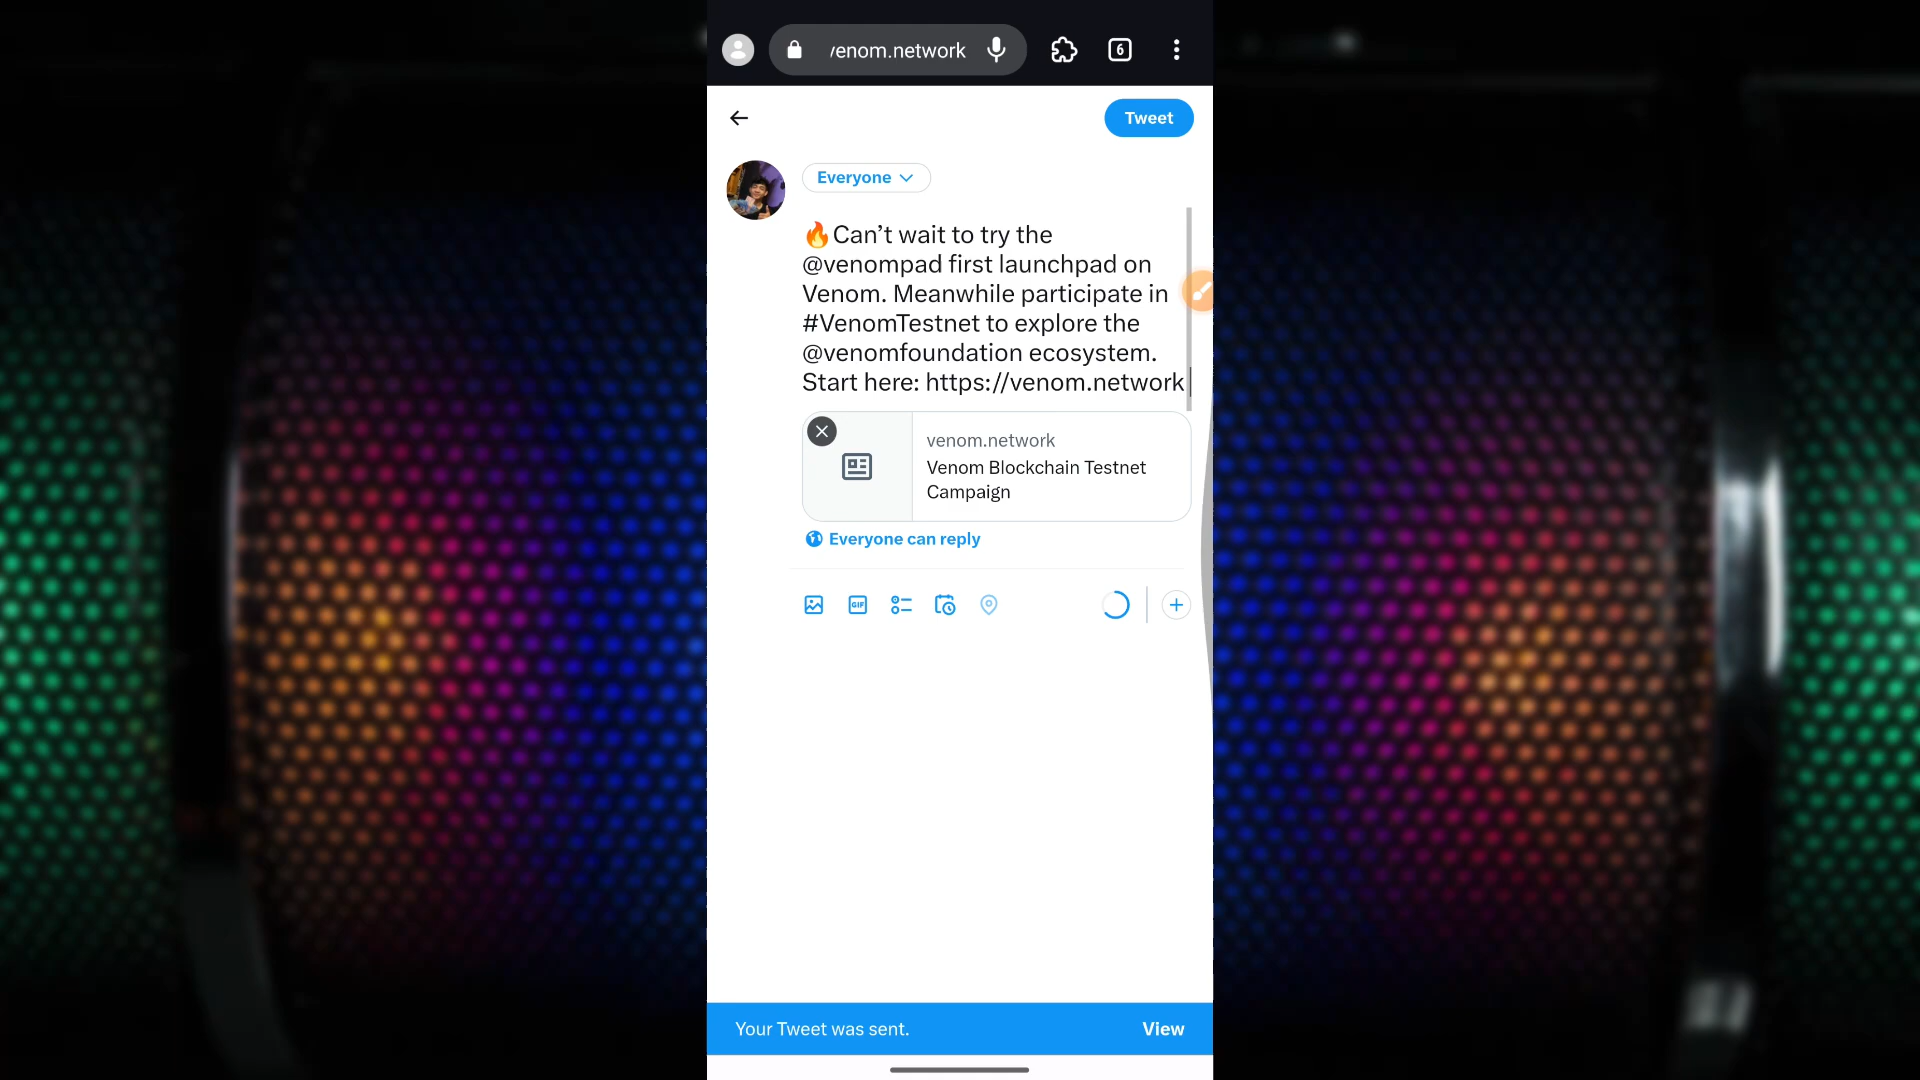 /enom.network
6
Tweet
Everyone
🔥Can’t wait to try the
@venompad first launchpad on
Venom. Meanwhile participate in
#VenomTestnet to explore the
@venomfoundation ecosystem.
Start here: https://venom.network
venom.network
Venom Blockchain Testnet
Campaign
Everyone can reply
GIF
Your Tweet was sent.
View